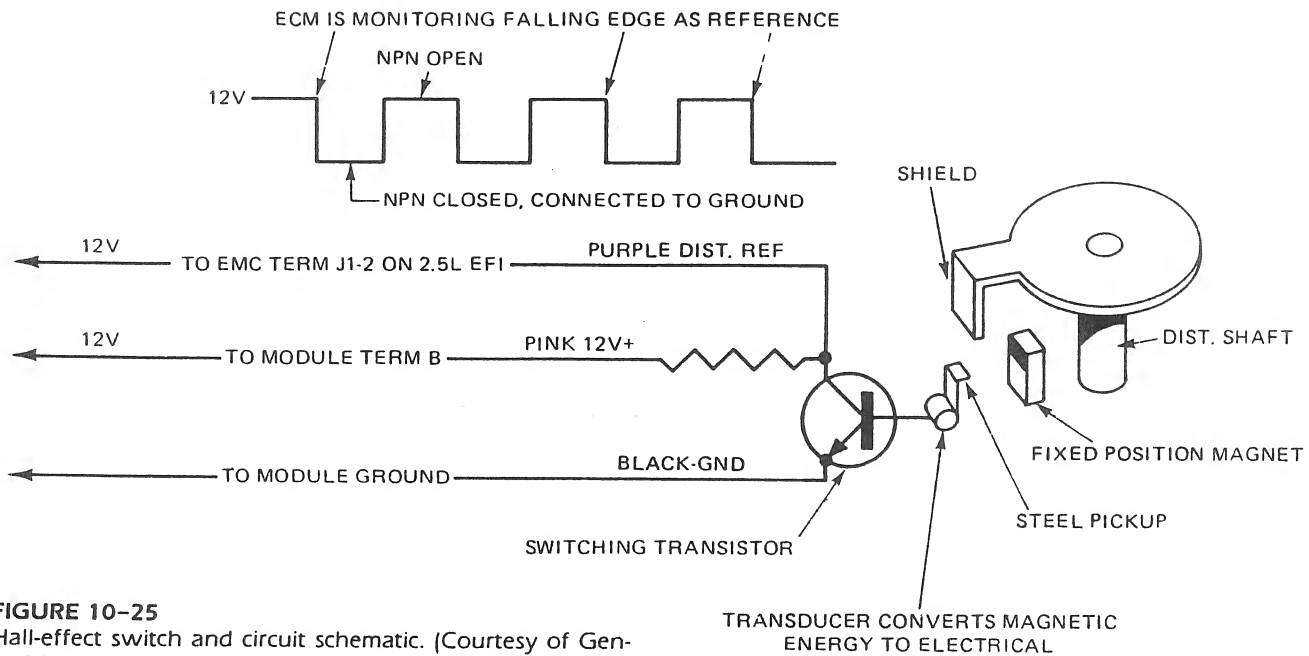 ECM IS MONITORING FALLING EDGE AS REFERENCE
NPN OPEN
12V
NPN CLOSED, CONNECTED TO GROUND
SHIELD
12V
TO EMC TERM J1-2 ON 2.5L EFI
PURPLE DIST. REF
12V
TO MODULE TERM B
PINK 12V+
DIST. SHAFT
FIXED POSITION MAGNET
TO MODULE GROUND
BLACK-GND
STEEL PICKUP
SWITCHING TRANSISTOR
TRANSDUCER CONVERTS MAGNETIC
ENERGY TO ELECTRICAL
FIGURE 10-25
Hall-effect switch and circuit schematic. (Courtesy of Gen-